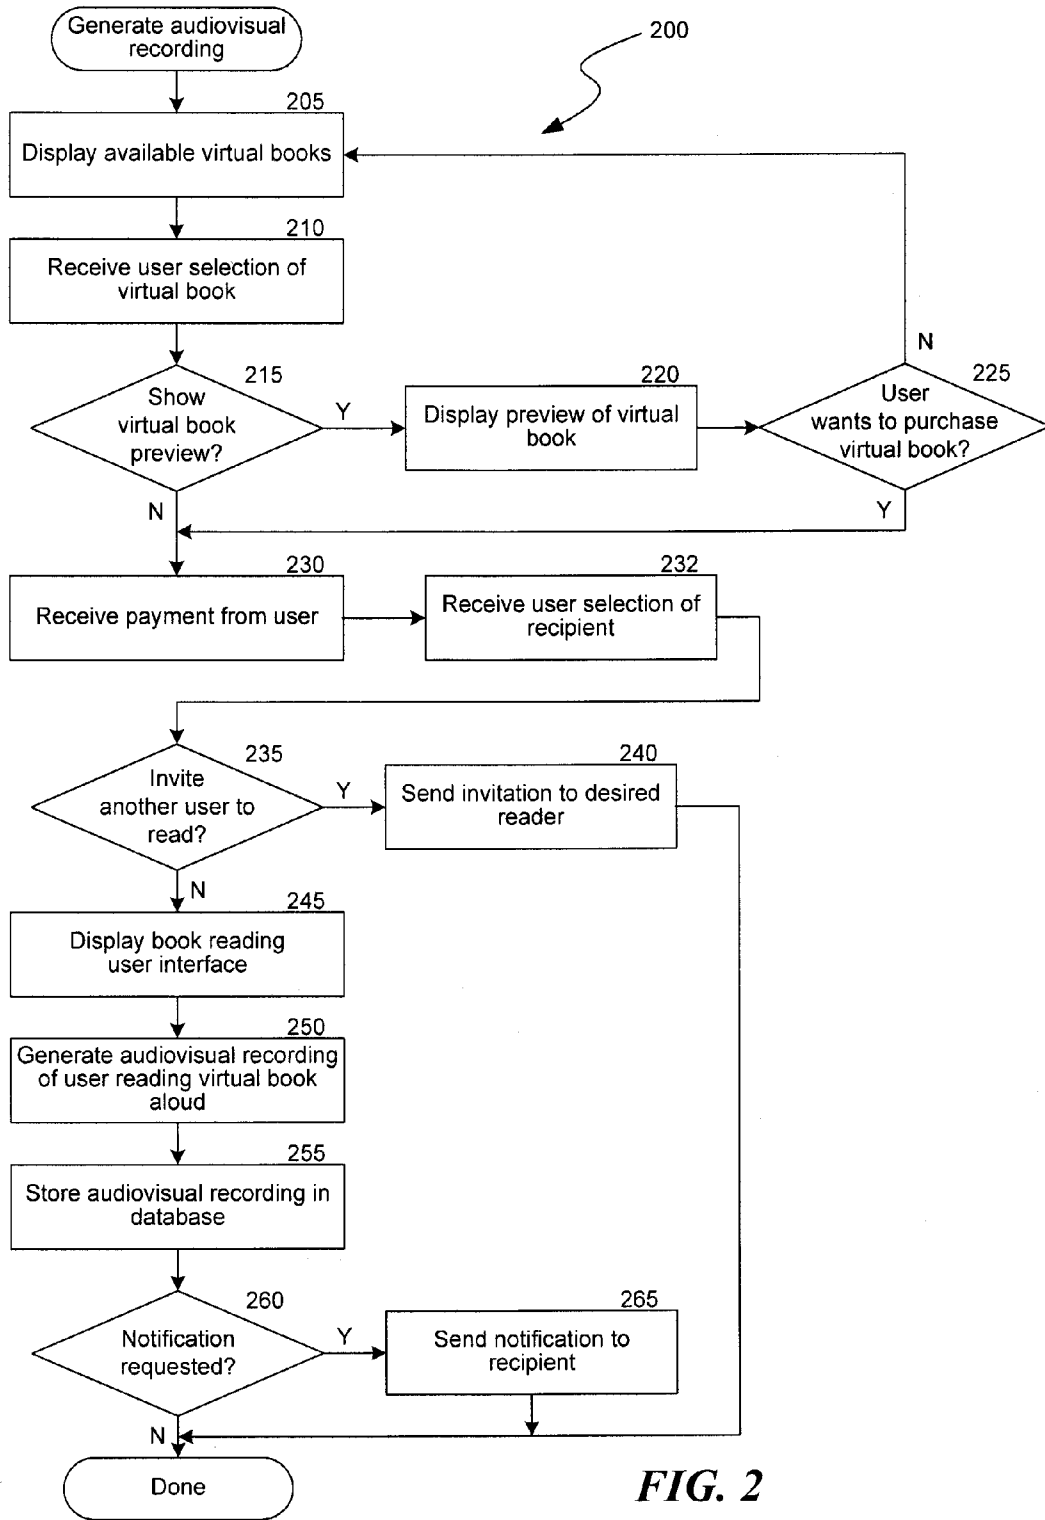 Generate audiovisual
recording
200
205
Display available virtual books
210
Receive user selection of
virtual book
215
Show
virtual book
preview?
Y
220
Display preview of virtual
book
N
225
User
wants to purchase
virtual book?
N
Y
230
Receive payment from user
232
Receive user selection of
recipient
235
Invite
another user to
read?
Y
240
Send invitation to desired
reader
N
245
Display book reading
user interface
250
Generate audiovisual recording
of user reading virtual book
aloud
255
Store audiovisual recording in
database
260
Notification
requested?
Y
265
Send notification to
recipient
N
Done
FIG. 2